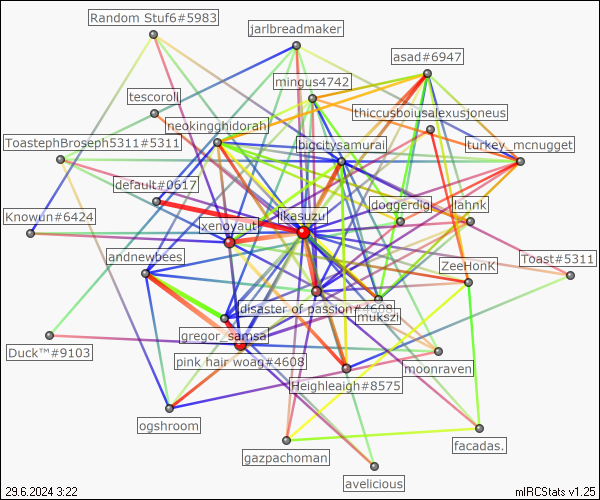 Random Stuf6#5983
jarlbreadmaker
asad#6947
mingus4742
tescoroll
thiccusboiusalexusjoneus
neokingghidorah
ToastephBroseph5311#5311
bigcitysamurai
turkey_mcnugget
default#0617
Knowun#6424
xenoyaut
likasuzu
doggerdigi
lahnk
andnewbees
ZeeHonK
Toast#5311
disaster of passion#4608
mukszi
gregor_samsa
Duck™#9103
pink hair woag#4608
moonraven
Heighleaigh#8575
ogshroom
facadas.
gazpachoman
avelicious
29.6.2024 3:22
mIRCStats v1.25